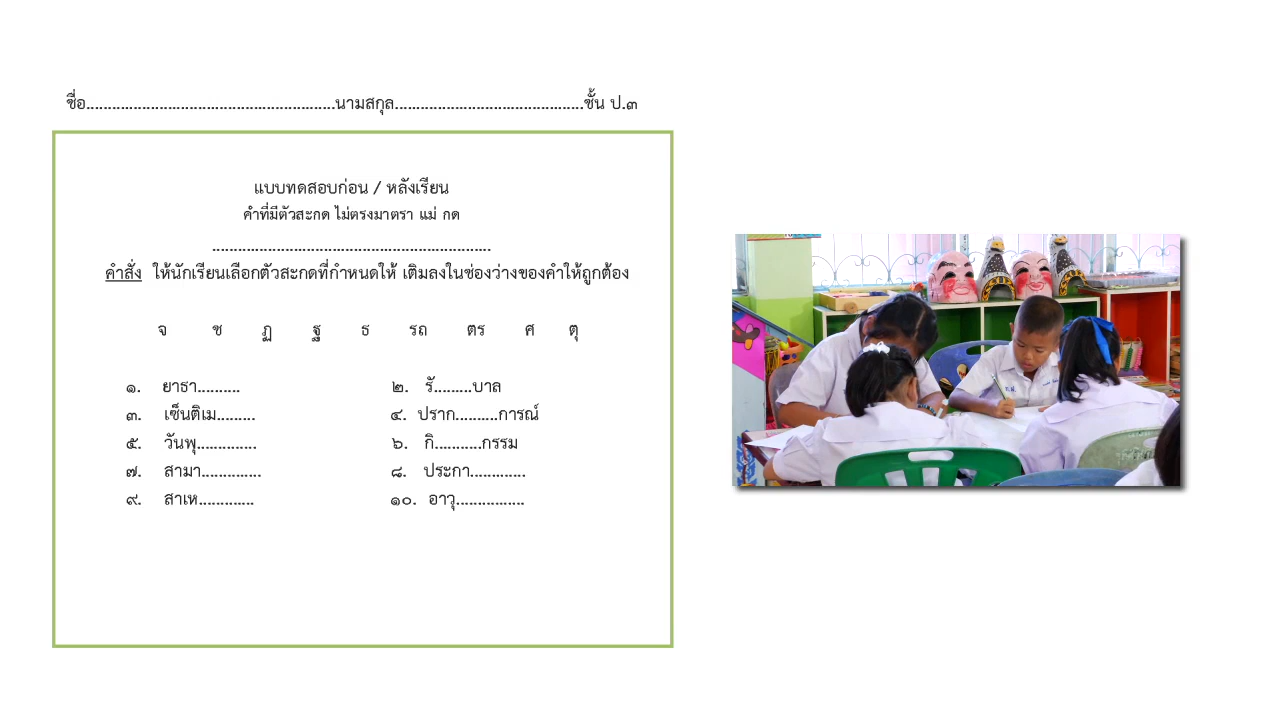 ชื่อ..........................................................นามสกุล............................................ชั้น ป.๓
แบบทดสอบก่อน / หลังเรียน
คำที่มีตัวสะกด ไม่ตรงมาตรา แม่ กด
.................................................................
คำสั่ง ให้นักเรียนเลือกตัวสะกดที่กำหนดให้ เติมลงในช่องว่างของคำให้ถูกต้อง
จ ช ฏ ฐ ธ รถ ตร ศ ตุ
๑. ยาธา.......... ๒. รั.........บาล
๓. เซ็นติเม......... ๔. ปราก..........การณ์
๕. วันพุ.............. ๖. กิ...........กรรม
๗. สามา.............. ๘. ประกา.............
๙. สาเห............. ๑๐. อาวุ................